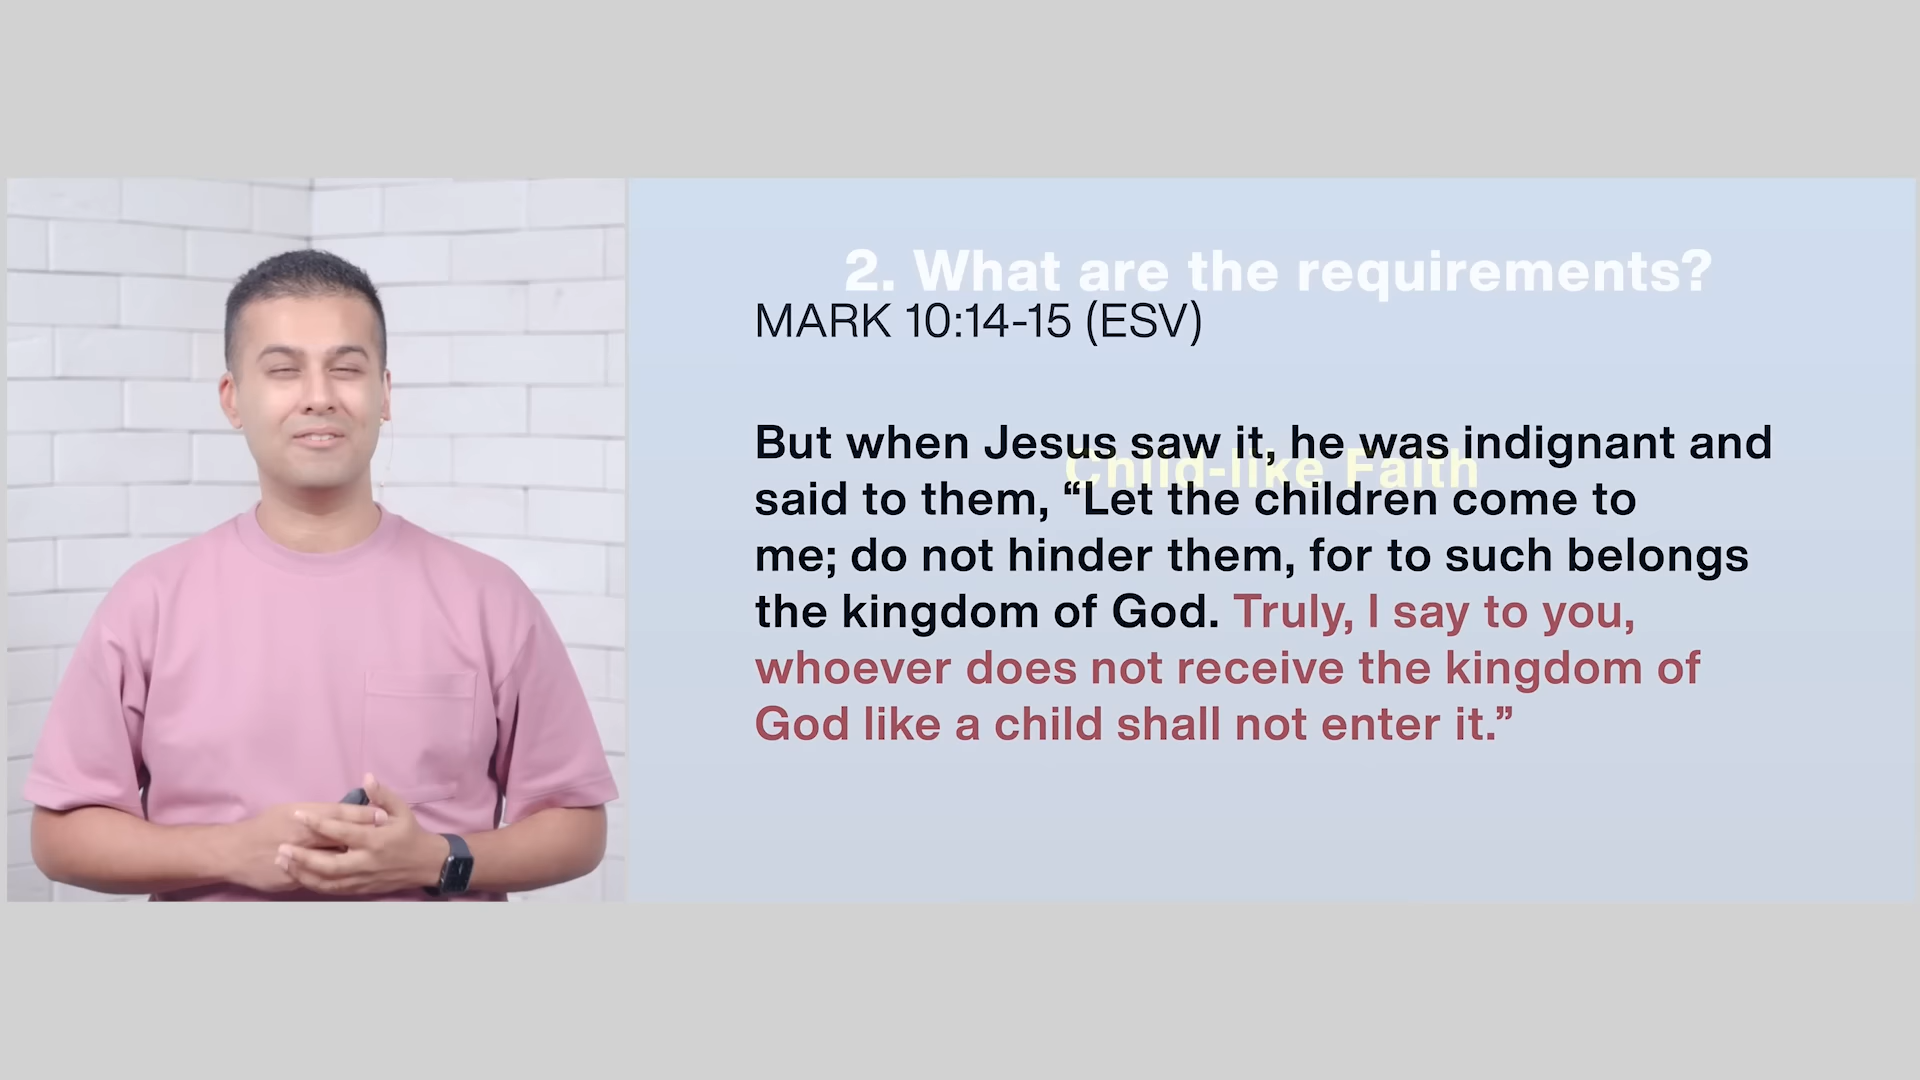 2. What are the requirements?
MARK 10:14-15 (ESV)
Child-like Faith
But when Jesus saw it, he was indignant and
said to them, “Let the children come to
me; do not hinder them, for to such belongs
the kingdom of God. Truly, I say to you,
whoever does not receive the kingdom of
God like a child shall not enter it.”